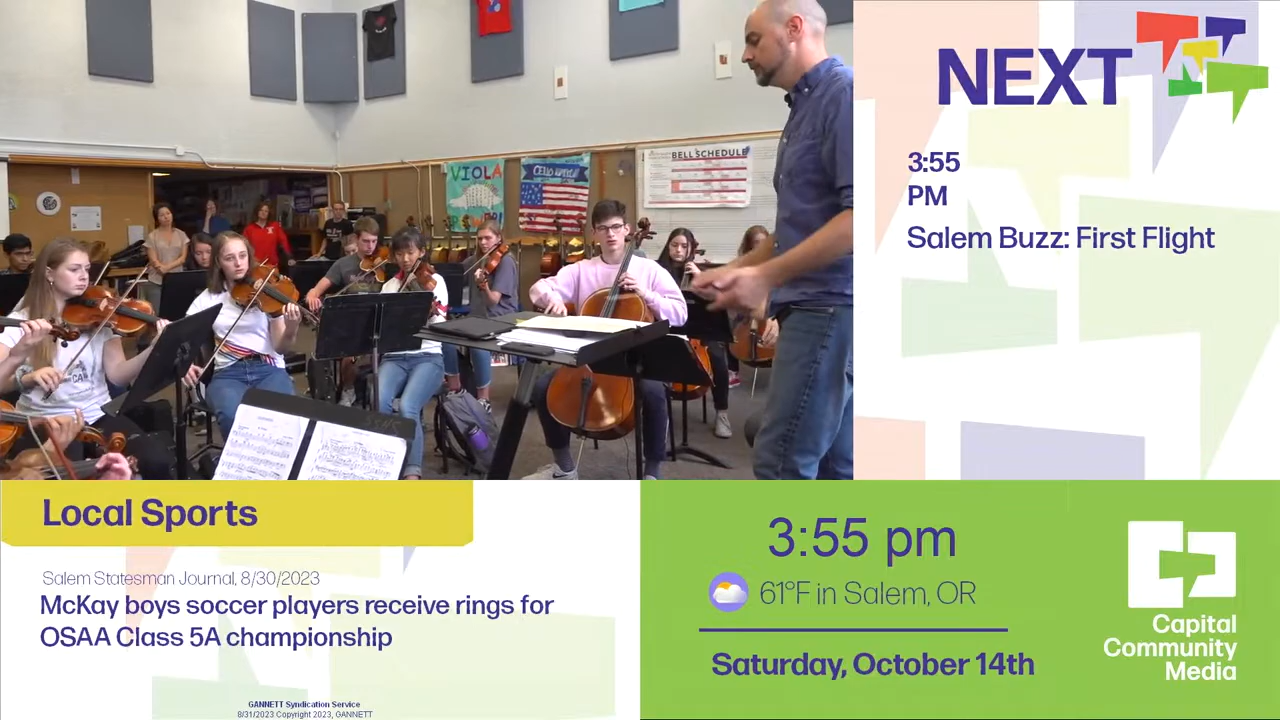 VIOLA
BELL SCHEDULE
NEXT
3:55
PM
Salem Buzz: First Flight
Local Sports
Salem Statesman Journal, 8/30/2023
McKay boys soccer players receive rings for
OSAA Class 5A championship
GANNETT Syndication Service
8/31/2023 Copyright 2023, GANNETT
3:55 pm
61°F in Salem, OR
Saturday, October 14th
Capital
Community
Media